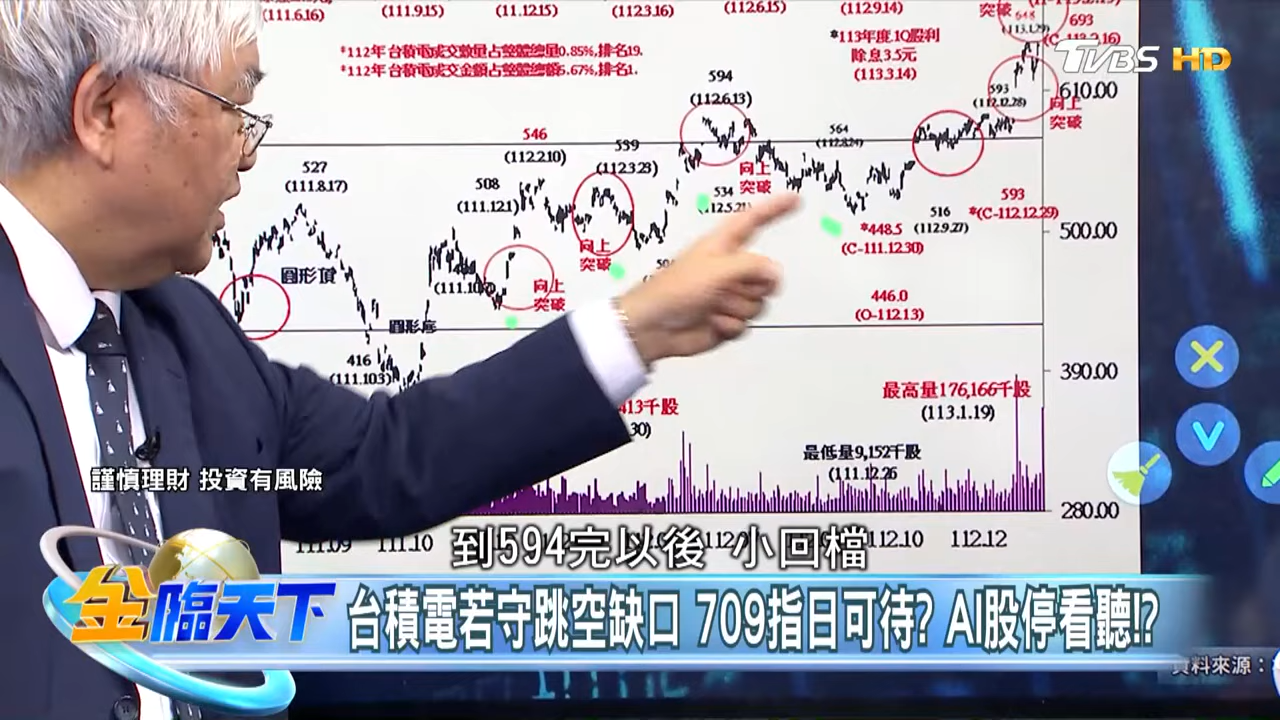 (111.6.16)
(111.9.15)
(11.12.15)
(112.3.16)
(112.6.15)
(112.9.14)
突破
648
(113.1.29)
693
TVBS HD
*112年台積電成交數量占整體總量0.85%,排名19.
*112年台積電成交金額占整體總額5.67%,排名1.
*113年度.1Q股利
除息3.5元
(113.3.14)
594
(112.6.13)
593
(112.12.28)
610.00
向上
突破
546
(112.2.10)
539
(112.3.23)
564
(112.8.24)
527
(111.8.17)
508
(111.12.1)
向上
突破
534
593
*(C-112.12.29)
516
(112.9.27)
*448.5
(C-111.12.30)
500.00
向上
突破
圓形頂
向上
突破
446.0
(O-112.1.3)
圓形底
416
(111.10.3)
390.00
413千股
30)
最高量176,166千股
(113.1.19)
最低量9,152千股
(111.12.26
280.00
謹慎理財 投資有風險
111.09
111.10
112.10
112.12
到594完以後 小回檔
金臨天下
台積電若守跳空缺口 709指日可待? AI股停看聽!?
資料來源：